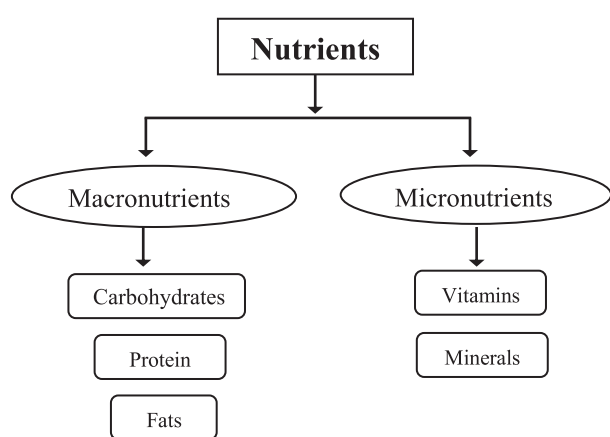 Nutrients
Macronutrients
Micronutrients
Carbohydrates
Protein
Fats
Vitamins
Minerals